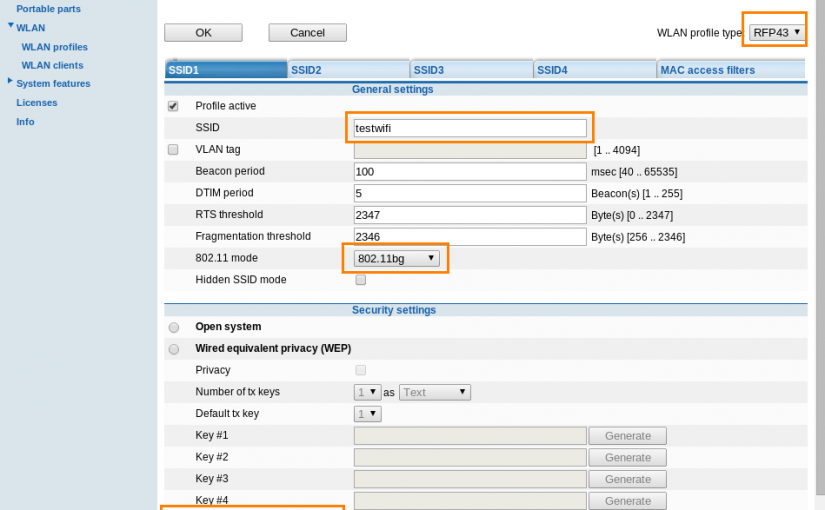 Portable parts
WLAN
WLAN profiles
WLAN clients
System features
Licenses
Info
OK Cancel WLAN profile type: RFP43
SSID1 SSID2 SSID3 SSID4 MAC access filters
General settings
Profile active
SSID testwifi
VLAN tag [1 .. 4094]
Beacon period 100 msec [40 .. 65535]
DTIM period 5 Beacon(s) [1 .. 255]
RTS threshold 2347 Byte(s) [0 .. 2347]
Fragmentation threshold 2346 Byte(s) [256 .. 2346]
802.11 mode 802.11bg
Hidden SSID mode
Security settings
Open system
Wired equivalent privacy (WEP)
Privacy
Number of tx keys 1 as Text
Default tx key 1
Key #1 Generate
Key #2 Generate
Key #3 Generate
Key #4 Generate